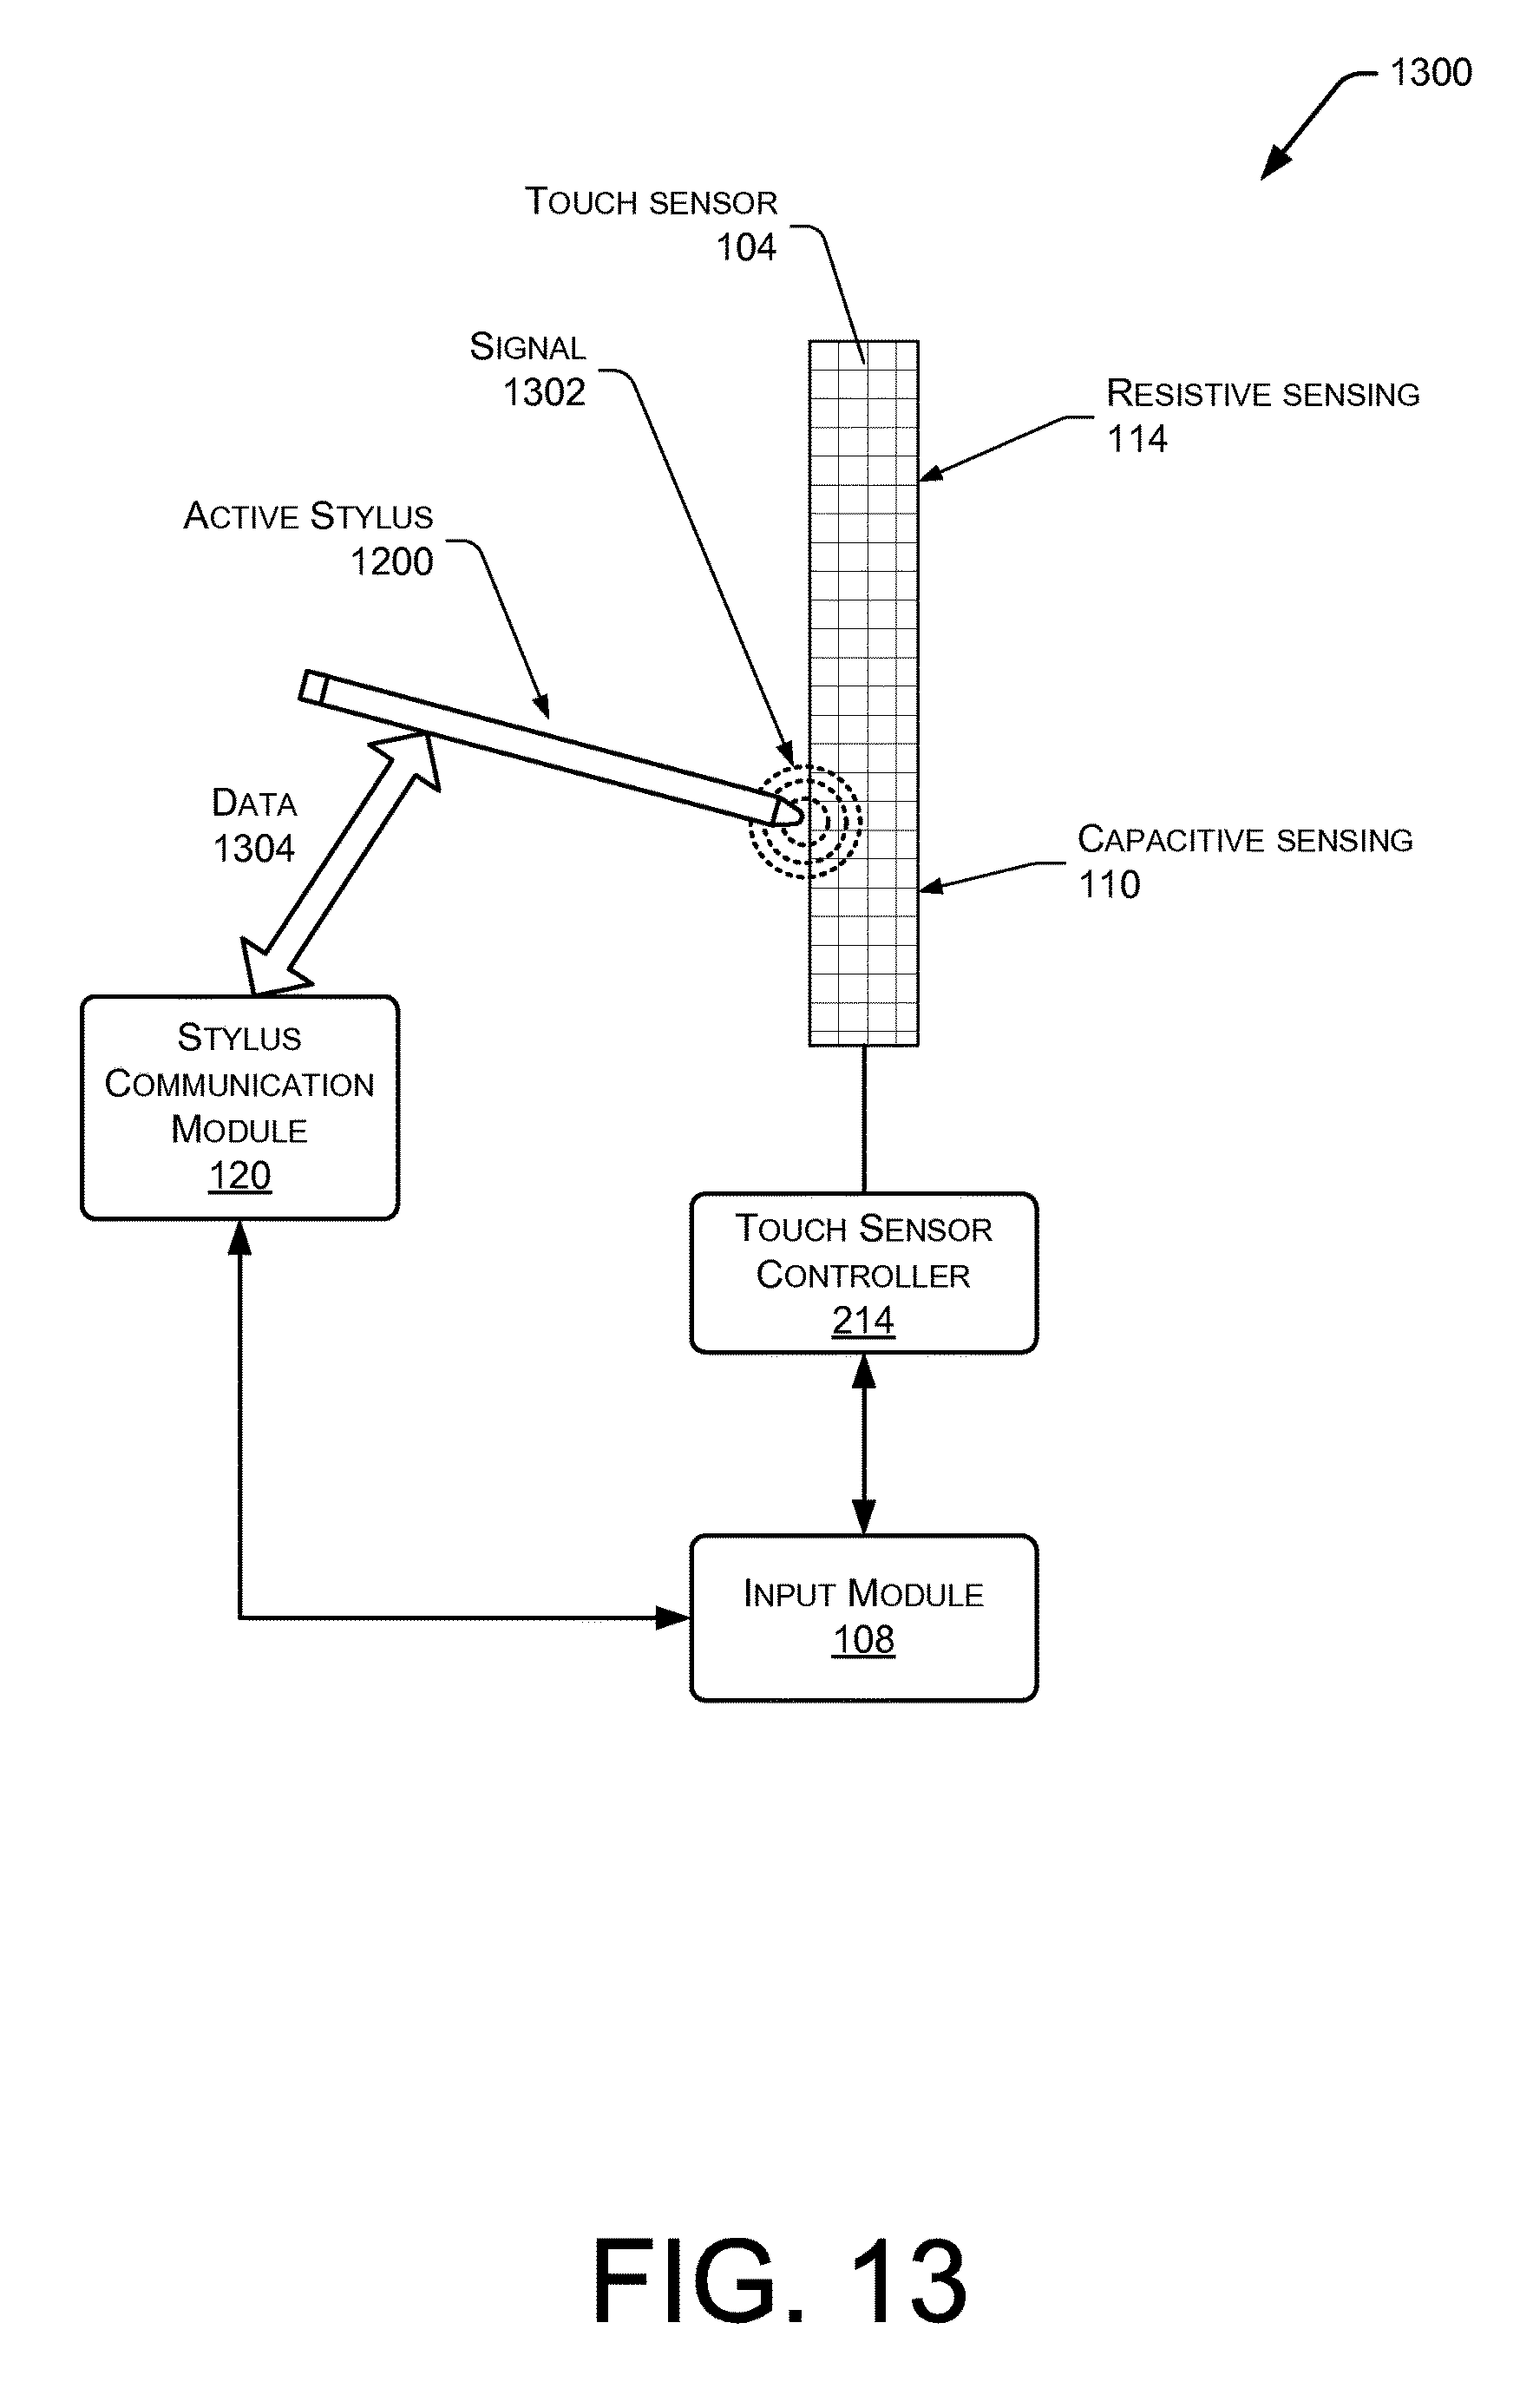 1300
Touch sensor
104
Signal
1302
Resistive sensing
114
Active Stylus
1200
Data
1304
Capacitive sensing
110
Stylus
Communication
Module
120
Touch Sensor
Controller
214
Input Module
108
FIG. 13